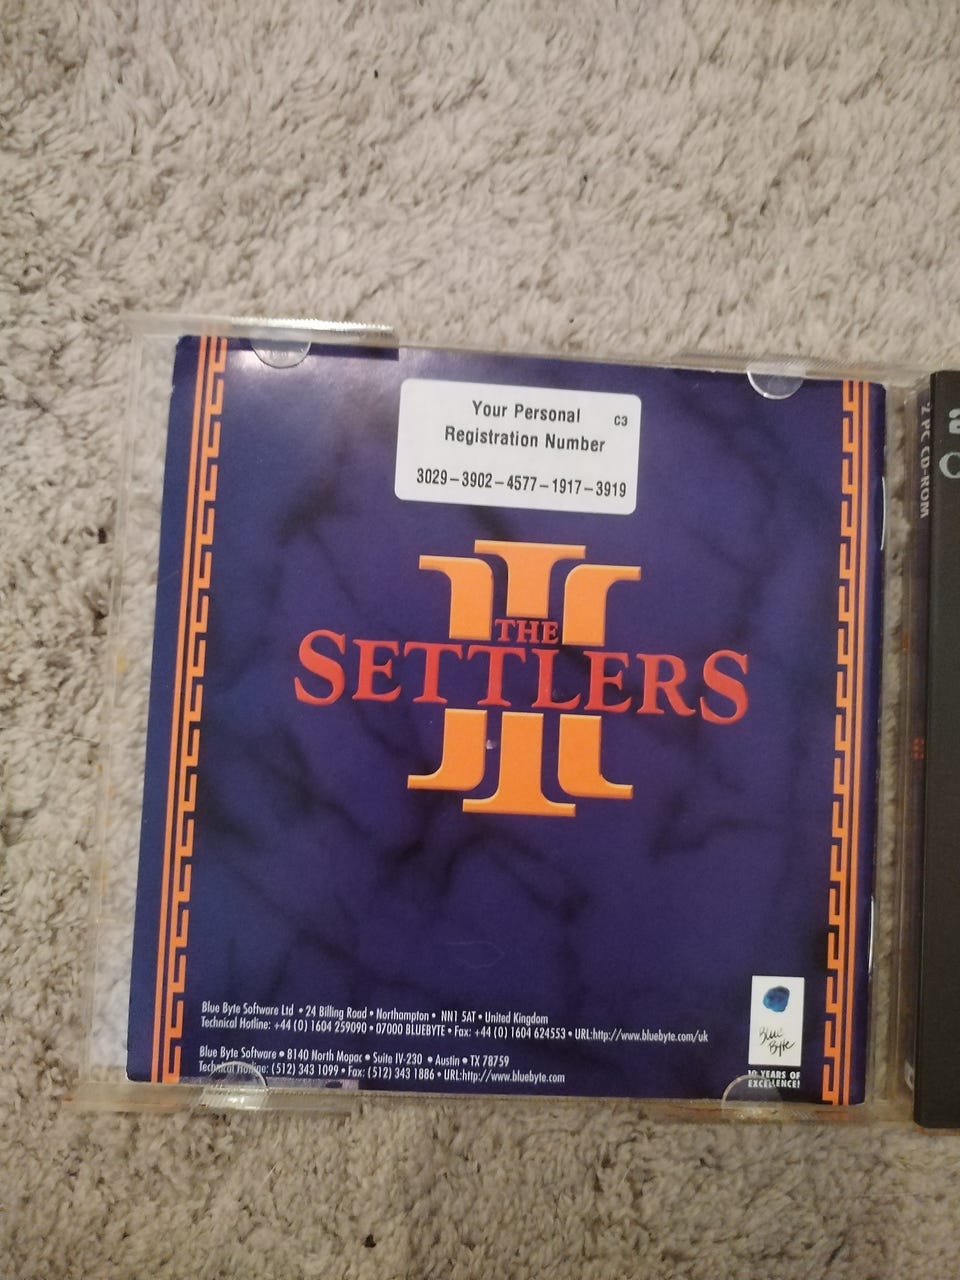 Your Personal C3
Registration Number
3029-3902-4577-1917-3919
THE
SETTLERS
III
2 PC CD-ROM
Blue Byte Software Ltd • 24 Billing Road • Northampton • NN1 5AT • United Kingdom
Technical Hotline: +44 (0) 1604 259090 • 07000 BLUEBYTE • Fax: +44 (0) 1604 624553 • URL:http://www.bluebyte.com/uk
Blue Byte Software • 8140 North Mopac • Suite IV-230 • Austin • TX 78759
Technical Hotline: (512) 343 1099 • Fax: (512) 343 1886 • URL:http://www.bluebyte.com
Blue
Byte
10 YEARS OF
EXCELLENCE!